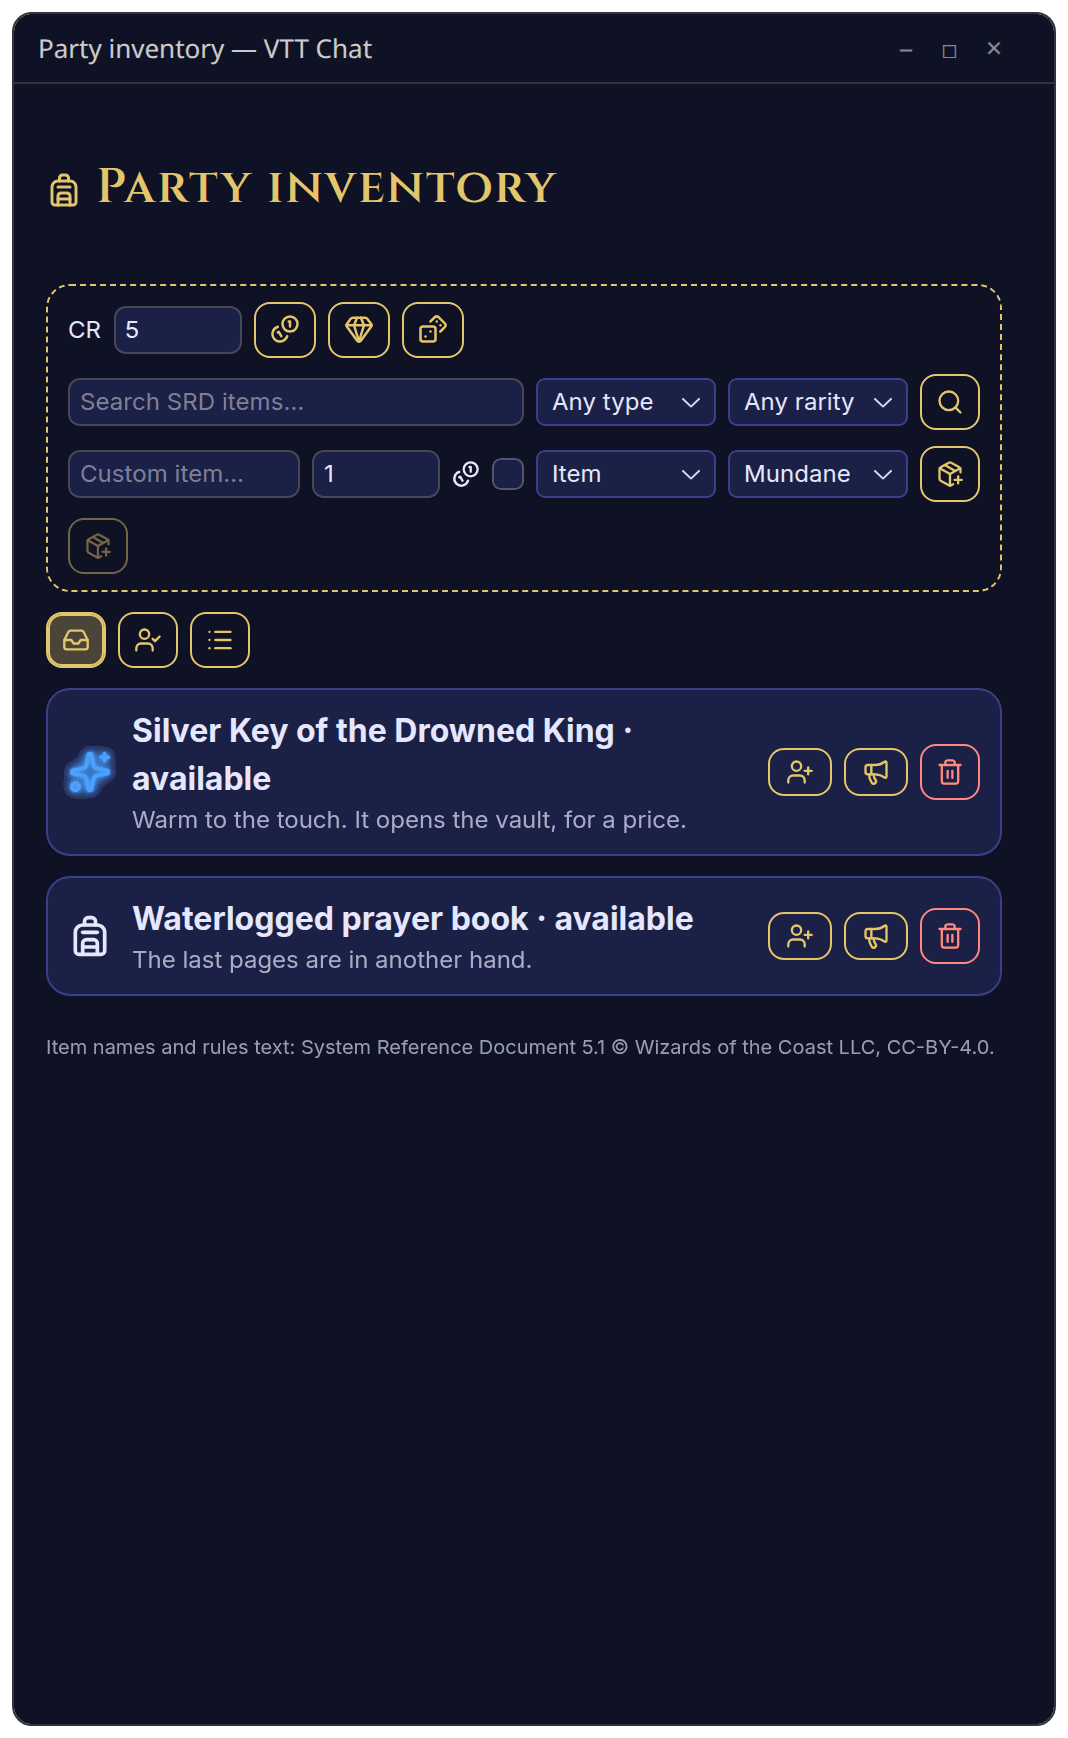 Party inventory — VTT Chat
Party inventory
CR 5
Search SRD items... Any type Any rarity
Custom item... 1 Item Mundane
Silver Key of the Drowned King ·
available
Warm to the touch. It opens the vault, for a price.
Waterlogged prayer book · available
The last pages are in another hand.
Item names and rules text: System Reference Document 5.1 © Wizards of the Coast LLC, CC-BY-4.0.